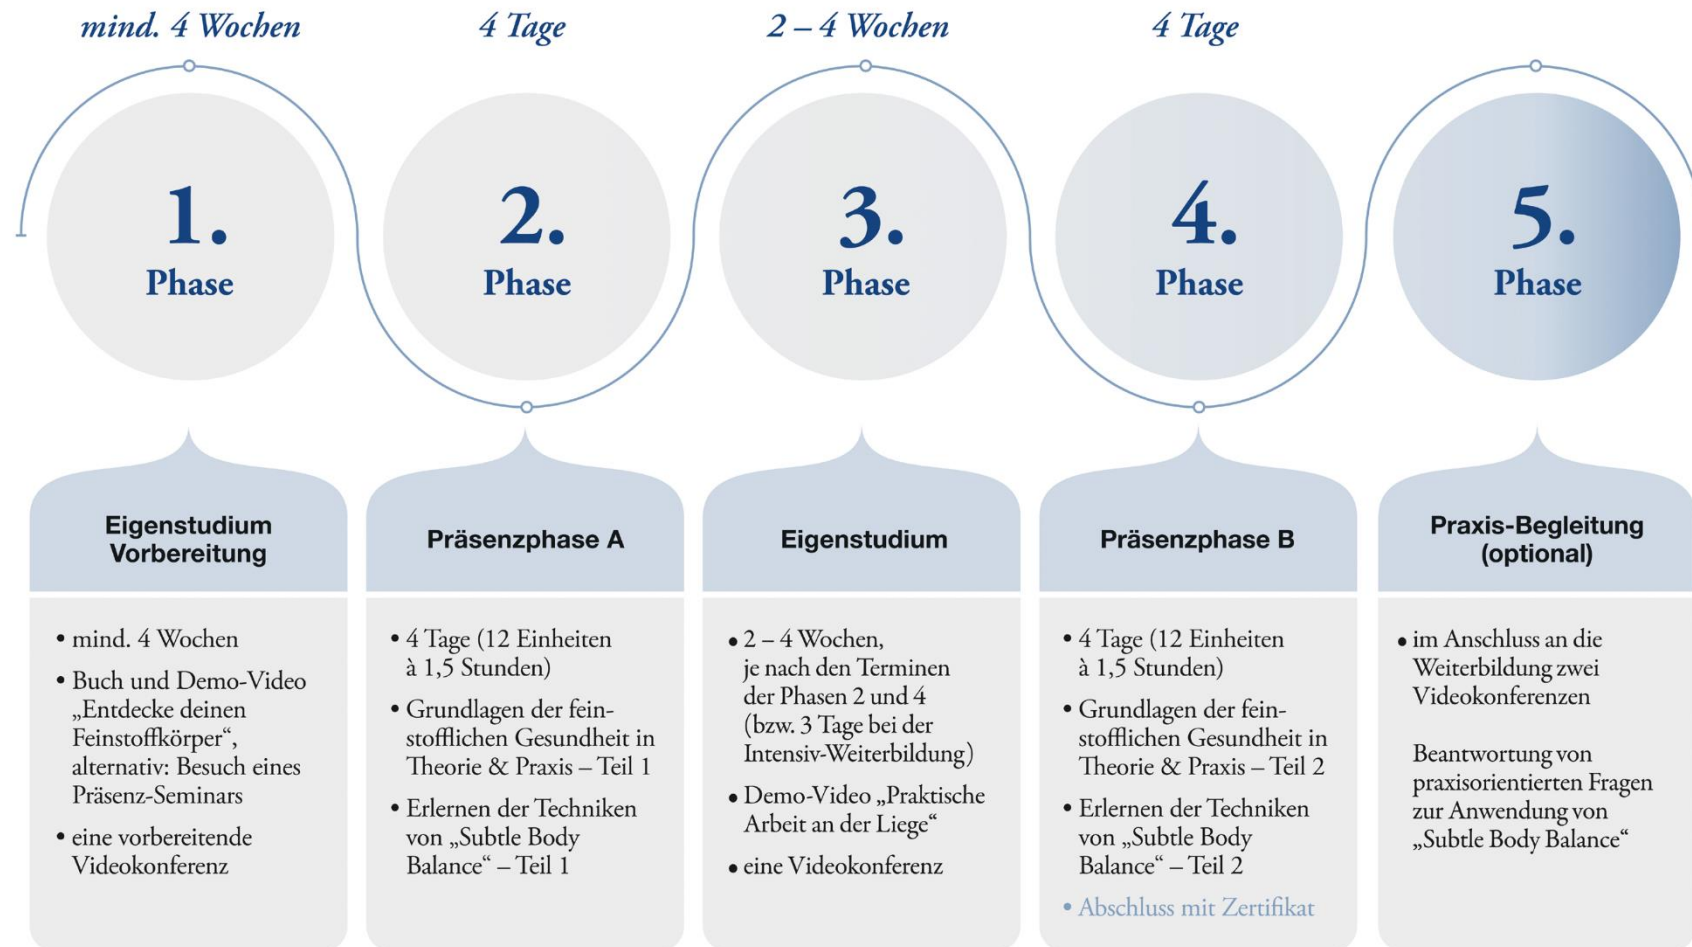 mind. 4 Wochen
4 Tage
2 – 4 Wochen
4 Tage
1.
Phase
2.
Phase
3.
Phase
4.
Phase
5.
Phase
Eigenstudium
Vorbereitung
• mind. 4 Wochen
• Buch und Demo-Video
„Entdecke deinen
Feinstoffkörper“,
alternativ: Besuch eines
Präsenz-Seminars
• eine vorbereitende
Videokonferenz
Präsenzphase A
• 4 Tage (12 Einheiten
à 1,5 Stunden)
• Grundlagen der fein-
stofflichen Gesundheit in
Theorie & Praxis – Teil 1
• Erlernen der Techniken
von „Subtle Body
Balance“ – Teil 1
Eigenstudium
• 2 – 4 Wochen,
je nach den Terminen
der Phasen 2 und 4
(bzw. 3 Tage bei der
Intensiv-Weiterbildung)
• Demo-Video „Praktische
Arbeit an der Liege“
• eine Videokonferenz
Präsenzphase B
• 4 Tage (12 Einheiten
à 1,5 Stunden)
• Grundlagen der fein-
stofflichen Gesundheit in
Theorie & Praxis – Teil 2
• Erlernen der Techniken
von „Subtle Body
Balance“ – Teil 2
• Abschluss mit Zertifikat
Praxis-Begleitung
(optional)
• im Anschluss an die
Weiterbildung zwei
Videokonferenzen
Beantwortung von
praxisorientierten Fragen
zur Anwendung von
„Subtle Body Balance“